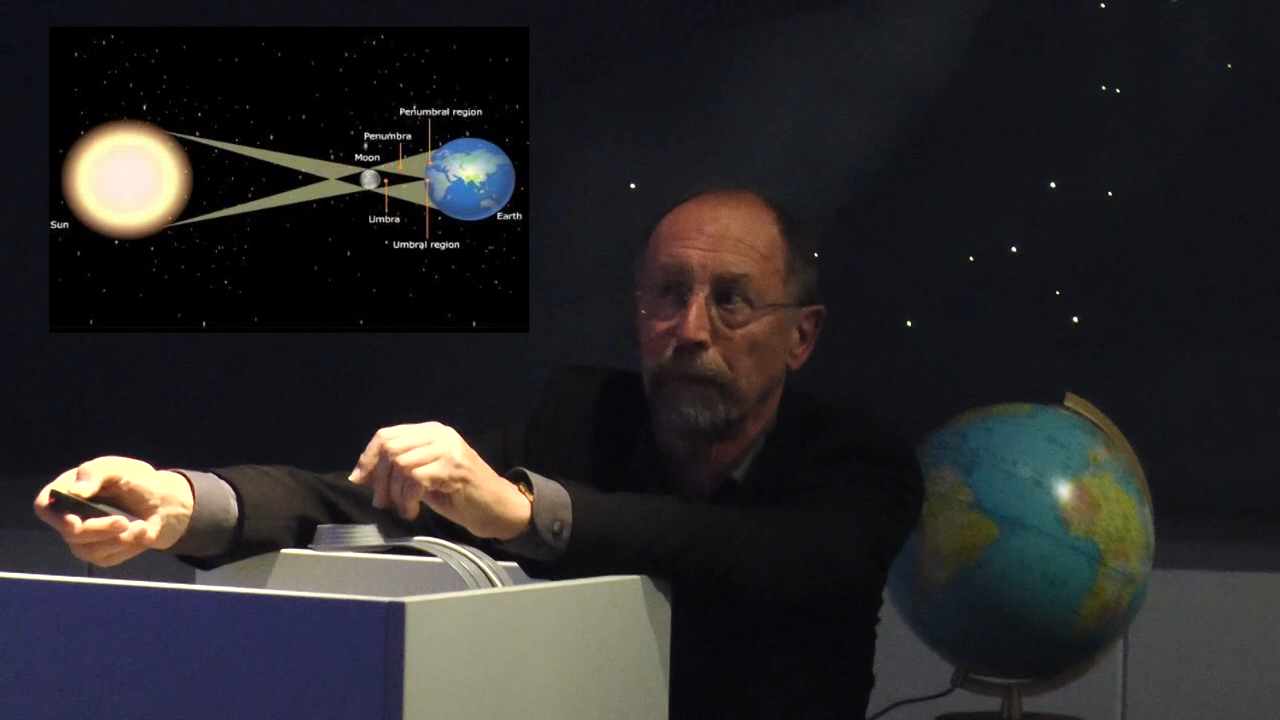 Penumbral region
Penumbra
Moon
Sun
Earth
Umbra
Umbral region